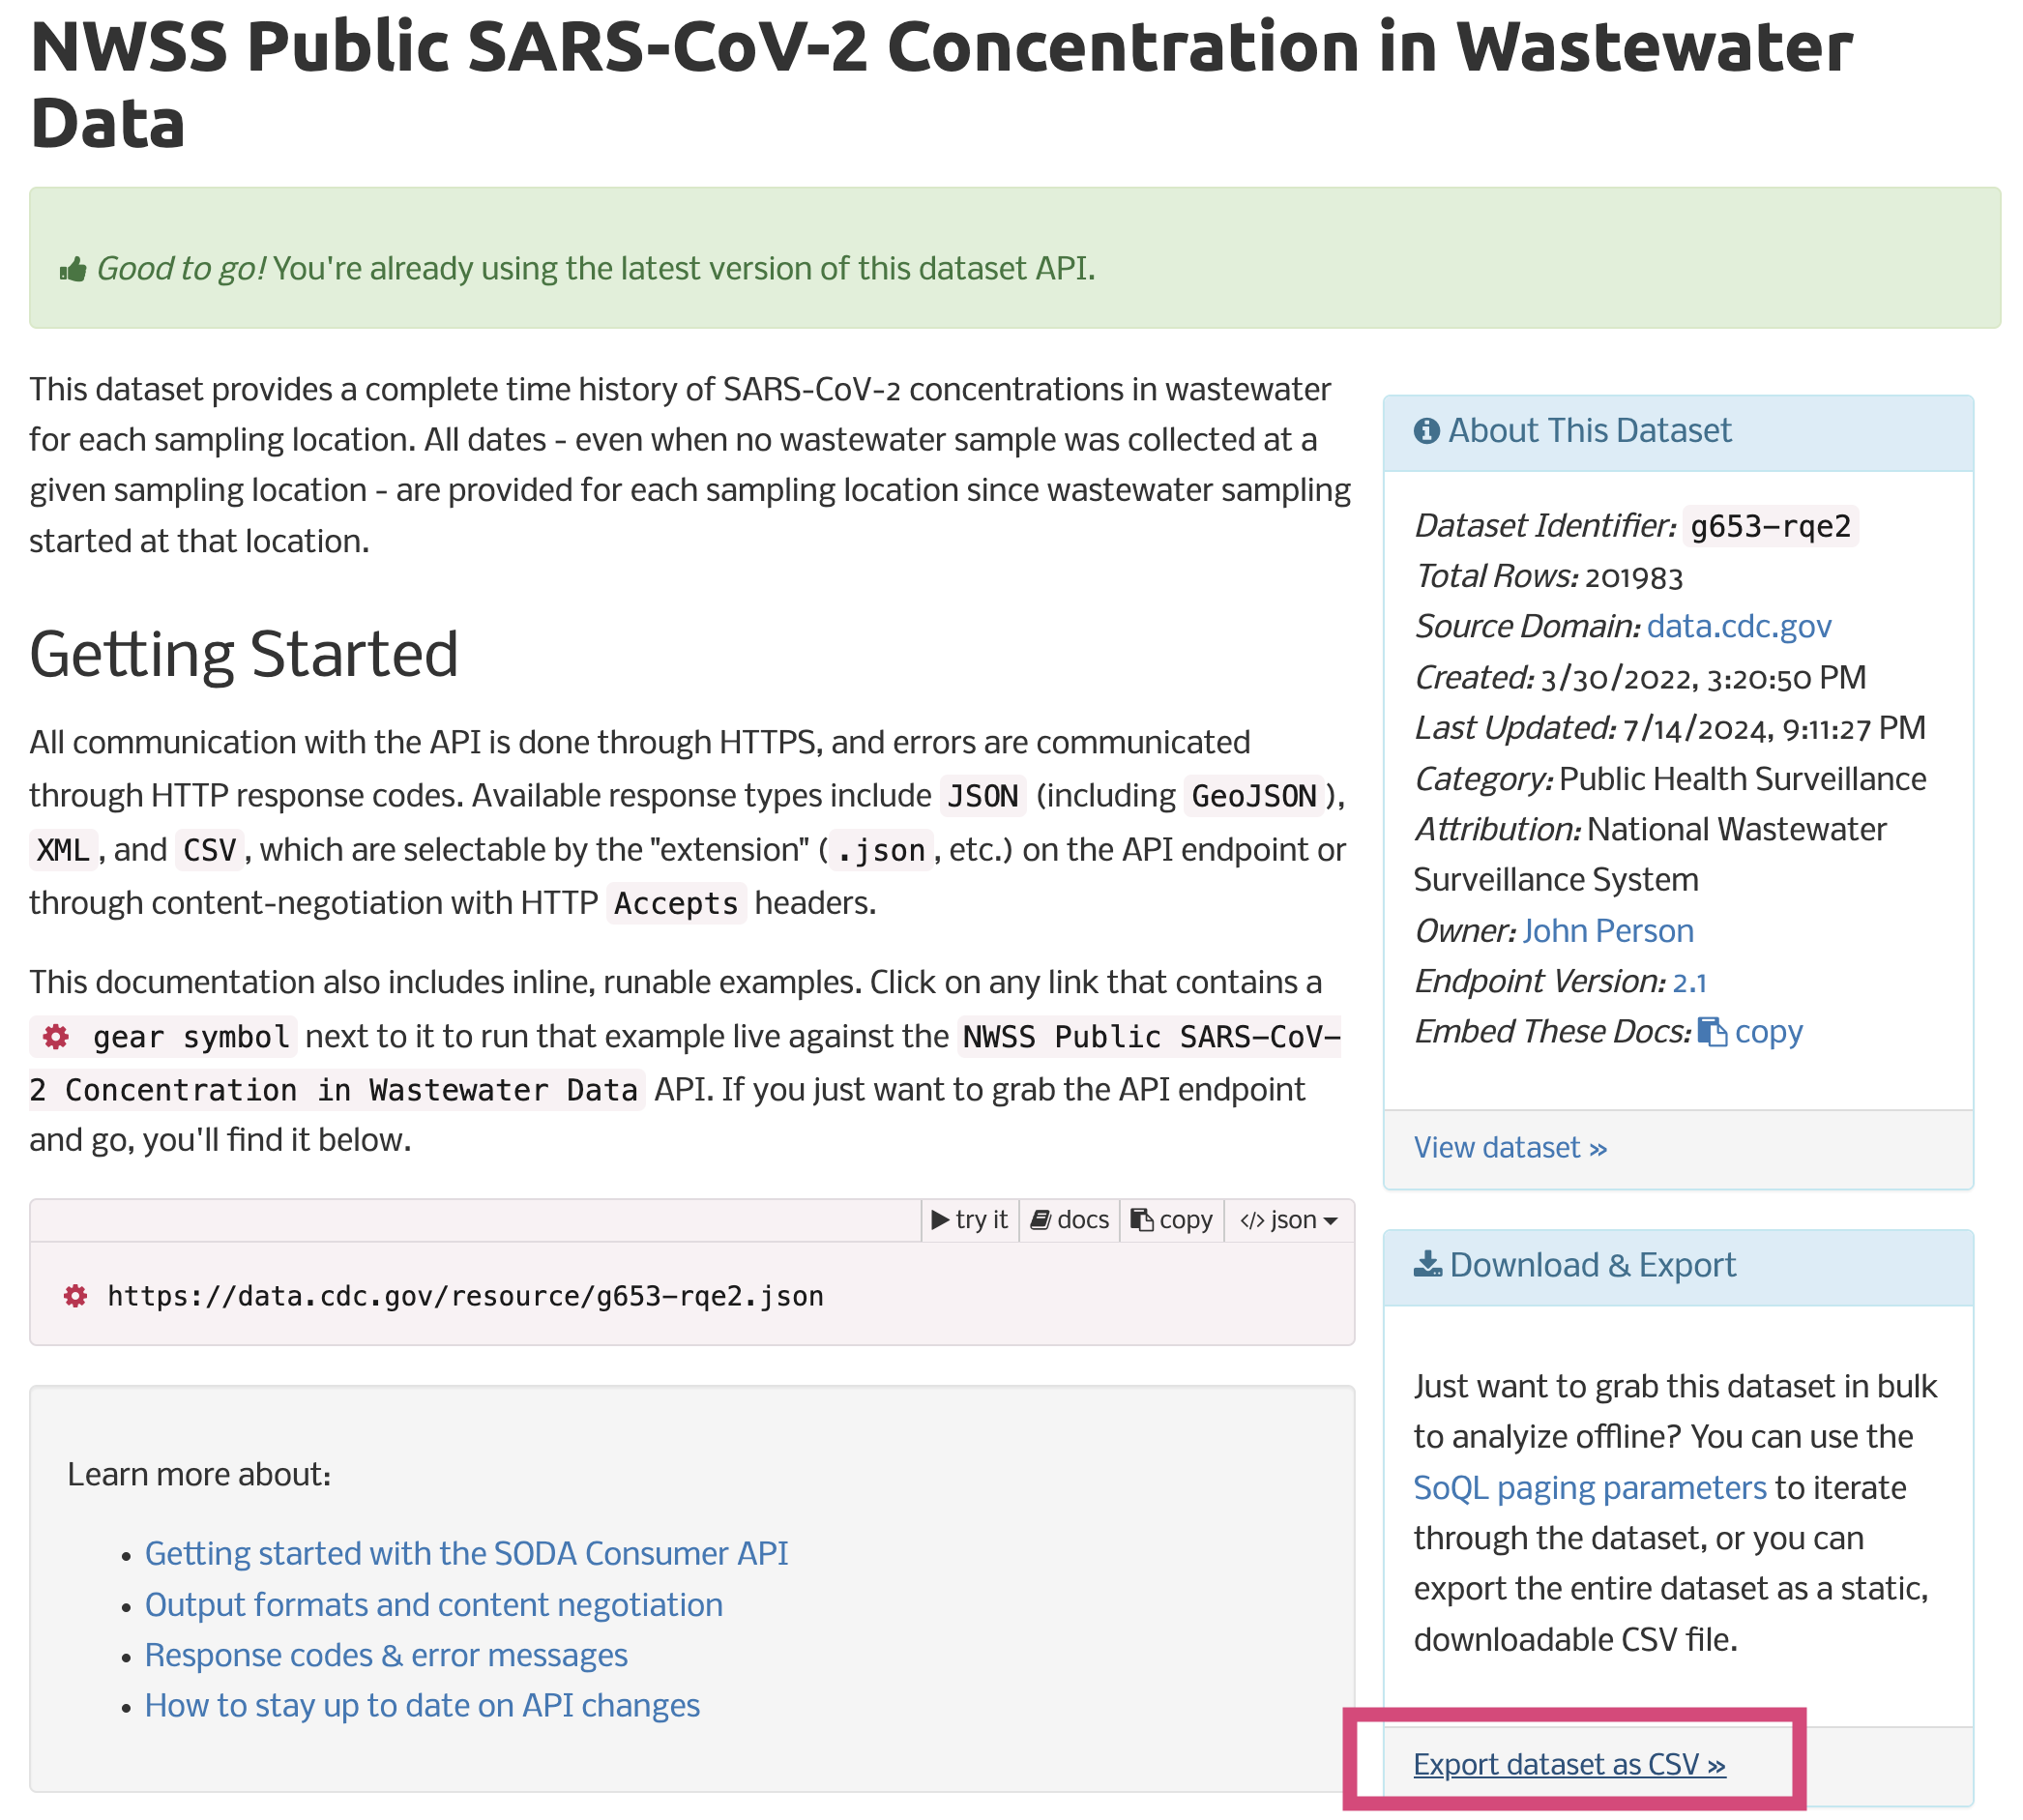 NWSS Public SARS-CoV-2 Concentration in Wastewater
Data
Good to go! You're already using the latest version of this dataset API.
This dataset provides a complete time history of SARS-CoV-2 concentrations in wastewater
for each sampling location. All dates - even when no wastewater sample was collected at a
given sampling location - are provided for each sampling location since wastewater sampling
started at that location.
Getting Started
All communication with the API is done through HTTPS, and errors are communicated
through HTTP response codes. Available response types include JSON (including GeoJSON),
XML, and CSV, which are selectable by the "extension" (.json, etc.) on the API endpoint or
through content-negotiation with HTTP Accepts headers.
This documentation also includes inline, runable examples. Click on any link that contains a
gear symbol next to it to run that example live against the NWSS Public SARS-CoV-
2 Concentration in Wastewater Data API. If you just want to grab the API endpoint
and go, you'll find it below.
try it docs copy </> json
https://data.cdc.gov/resource/g653-rqe2.json
Learn more about:
• Getting started with the SODA Consumer API
• Output formats and content negotiation
• Response codes & error messages
• How to stay up to date on API changes
About This Dataset
Dataset Identifier: g653-rqe2
Total Rows: 201983
Source Domain: data.cdc.gov
Created: 3/30/2022, 3:20:50 PM
Last Updated: 7/14/2024, 9:11:27 PM
Category: Public Health Surveillance
Attribution: National Wastewater
Surveillance System
Owner: John Person
Endpoint Version: 2.1
Embed These Docs: copy
View dataset »
Download & Export
Just want to grab this dataset in bulk
to analyize offline? You can use the
SoQL paging parameters to iterate
through the dataset, or you can
export the entire dataset as a static,
downloadable CSV file.
Export dataset as CSV »